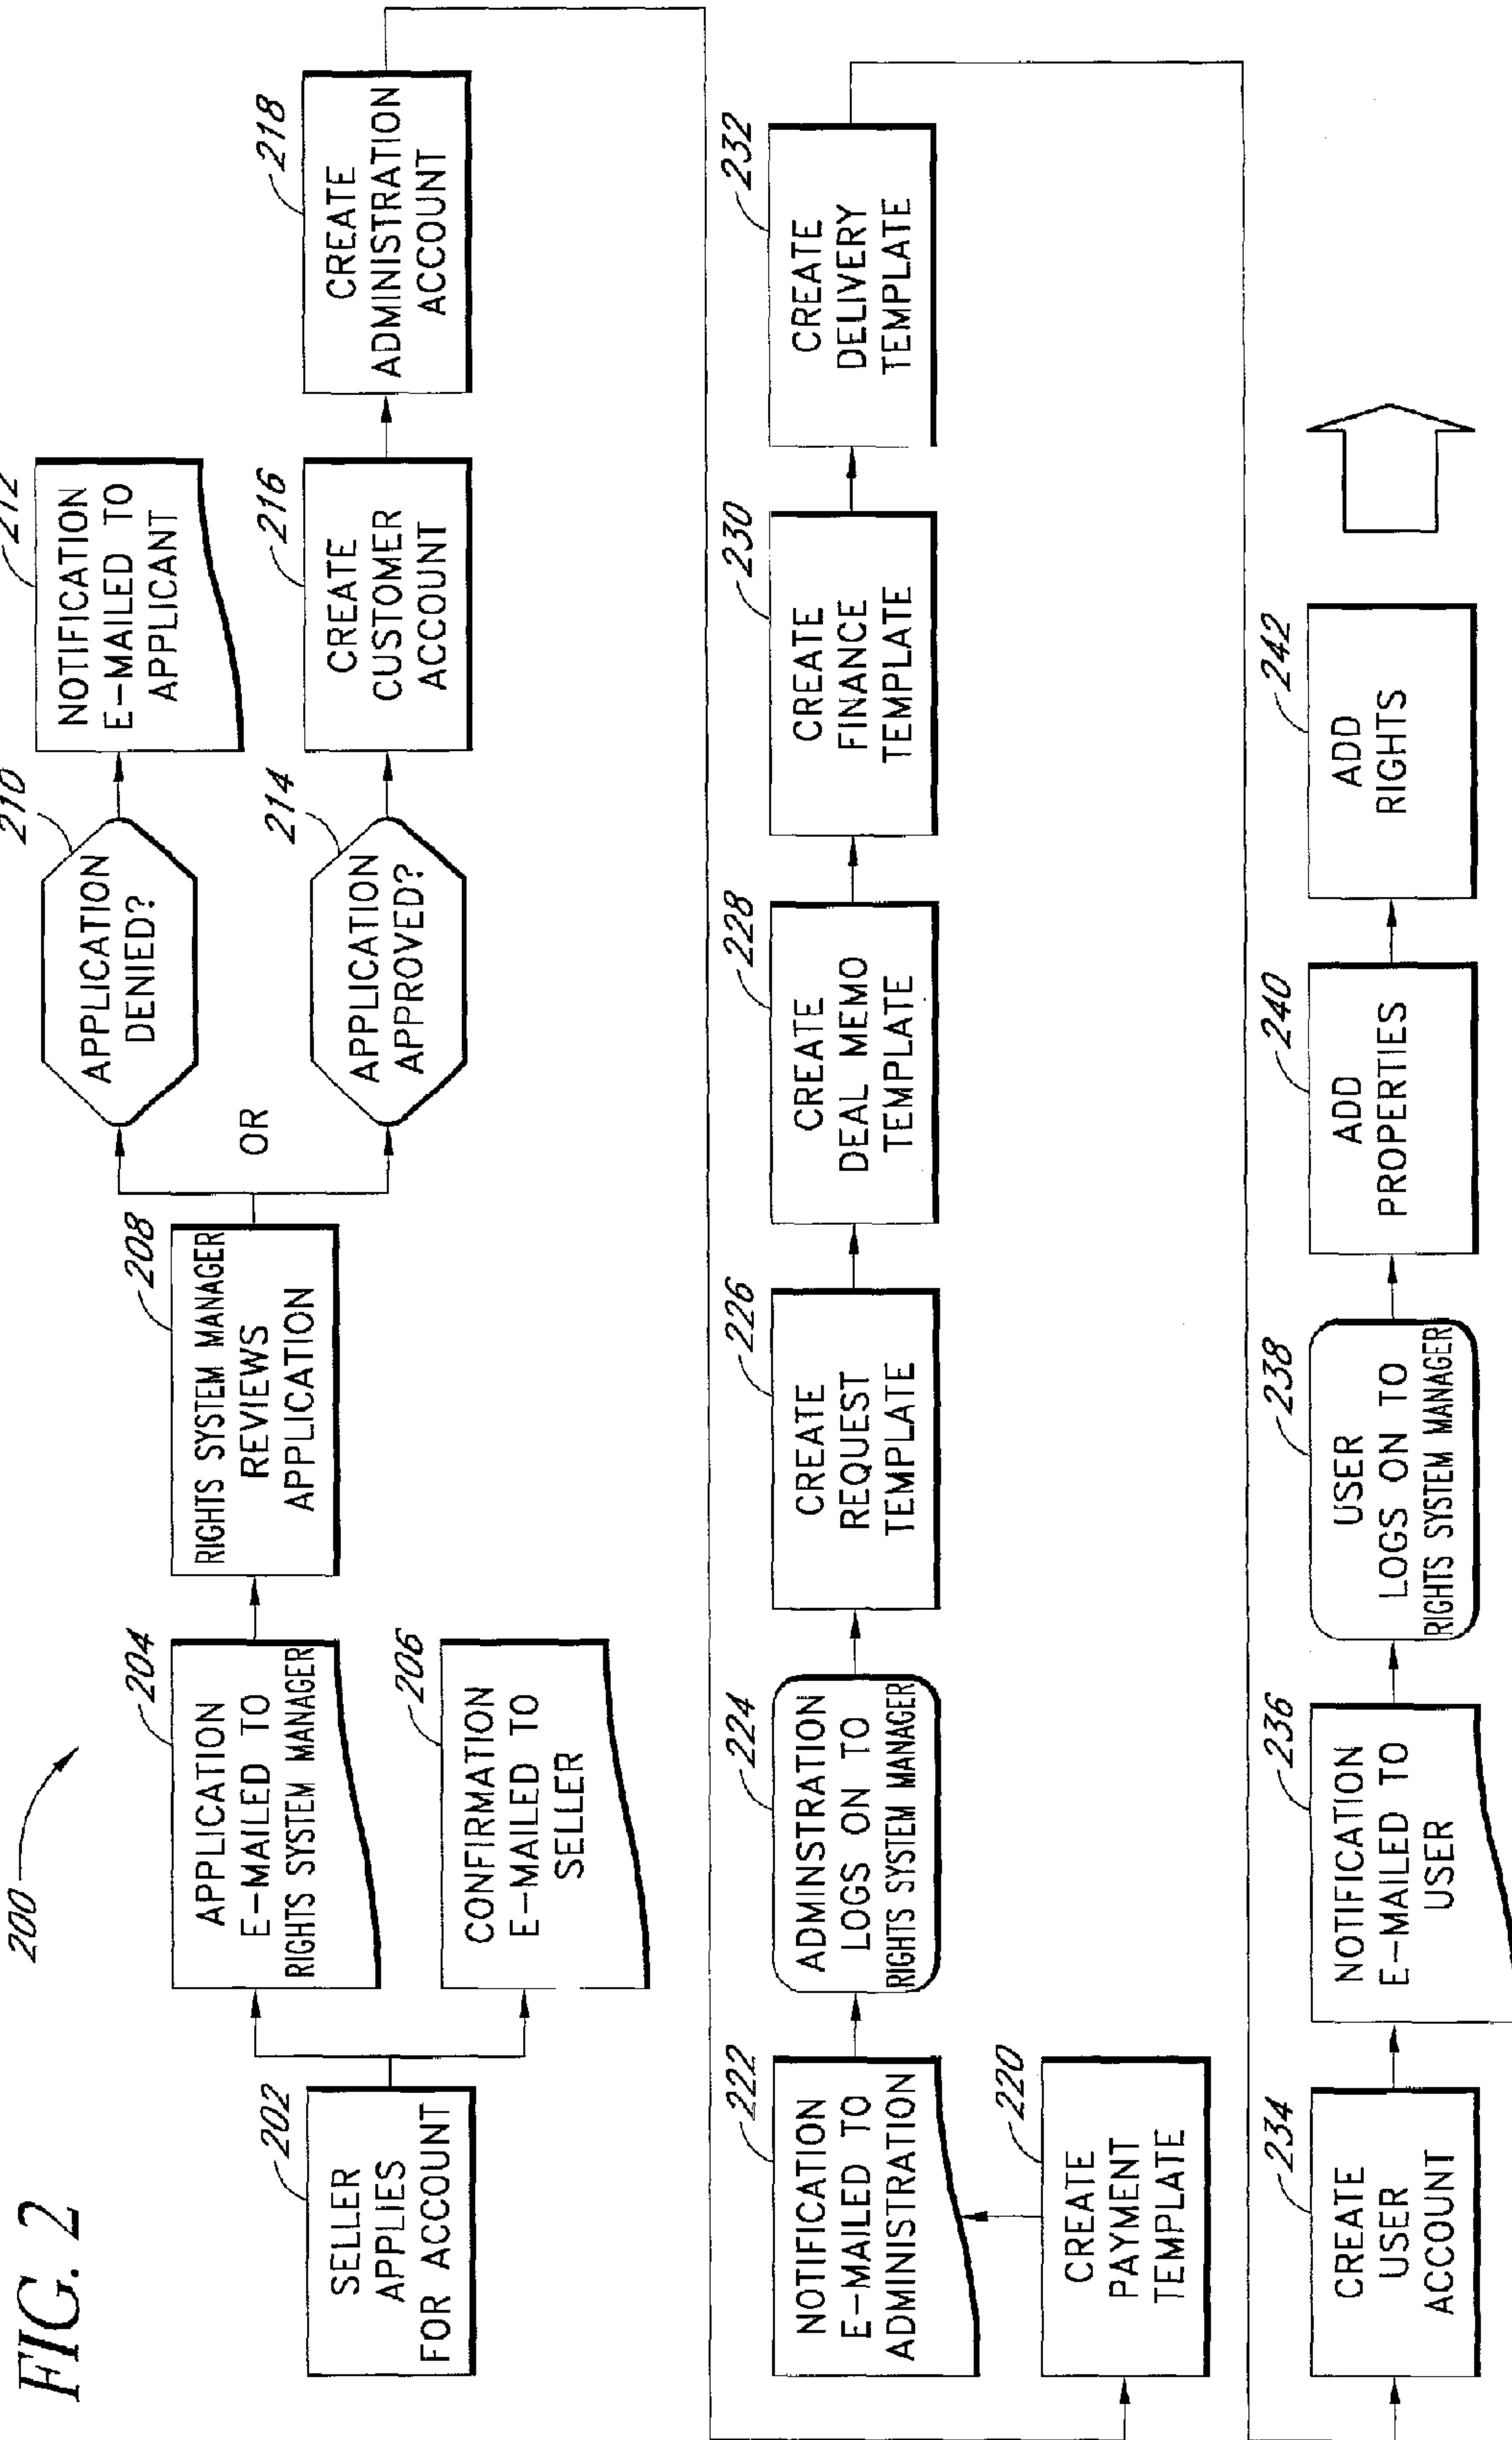 FIG. 2
200
202
SELLER
APPLIES
FOR ACCOUNT
204
APPLICATION
E-MAILED TO
RIGHTS SYSTEM MANAGER
206
CONFIRMATION
E-MAILED TO
SELLER
208
RIGHTS SYSTEM MANAGER
REVIEWS
APPLICATION
OR
210
APPLICATION
DENIED?
212
NOTIFICATION
E-MAILED TO
APPLICANT
214
APPLICATION
APPROVED?
216
CREATE
CUSTOMER
ACCOUNT
218
CREATE
ADMINISTRATION
ACCOUNT
220
CREATE
PAYMENT
TEMPLATE
222
NOTIFICATION
E-MAILED TO
ADMINISTRATION
224
ADMINSTRATION
LOGS ON TO
RIGHTS SYSTEM MANAGER
226
CREATE
REQUEST
TEMPLATE
228
CREATE
DEAL MEMO
TEMPLATE
230
CREATE
FINANCE
TEMPLATE
232
CREATE
DELIVERY
TEMPLATE
234
CREATE
USER
ACCOUNT
236
NOTIFICATION
E-MAILED TO
USER
238
USER
LOGS ON TO
RIGHTS SYSTEM MANAGER
240
ADD
PROPERTIES
242
ADD
RIGHTS